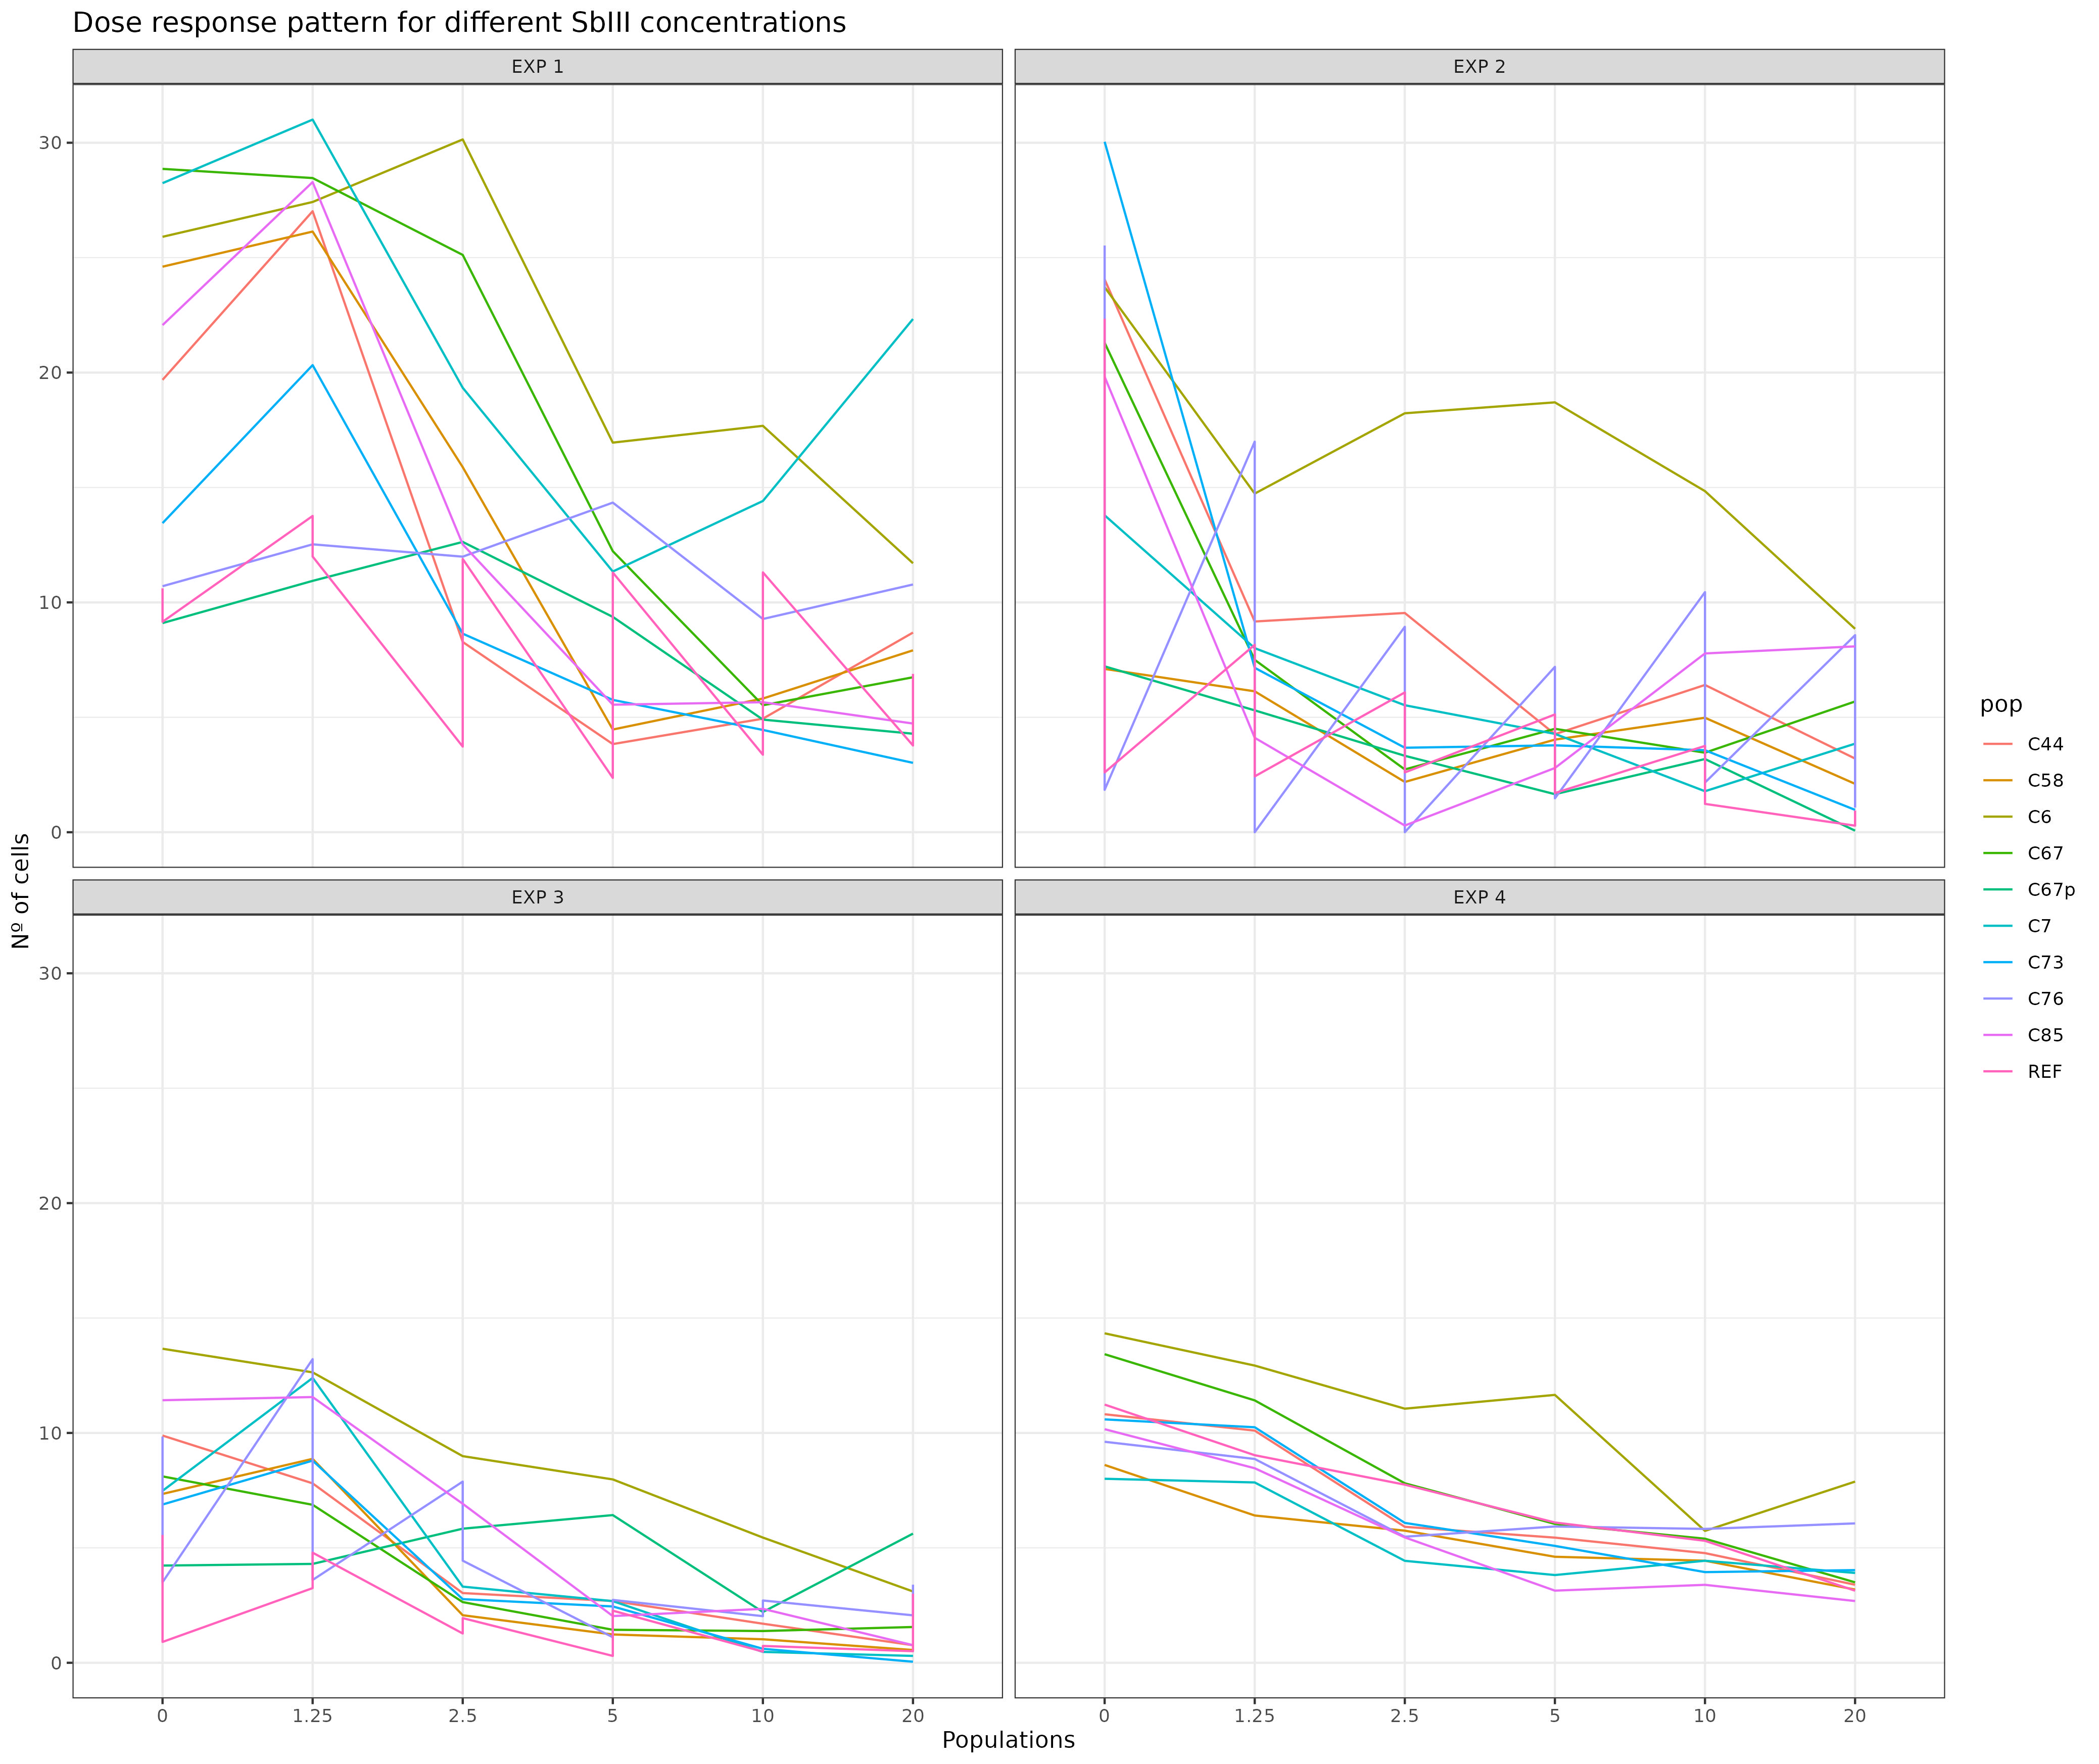 Dose response pattern for different SbIII concentrations
EXP 1
EXP 2
30
20
10
0
EXP 3
EXP 4
30
20
10
0
0 1.25 2.5 5 10 20
0 1.25 2.5 5 10 20
Populations
Nº of cells
pop
C44
C58
C6
C67
C67p
C7
C73
C76
C85
REF